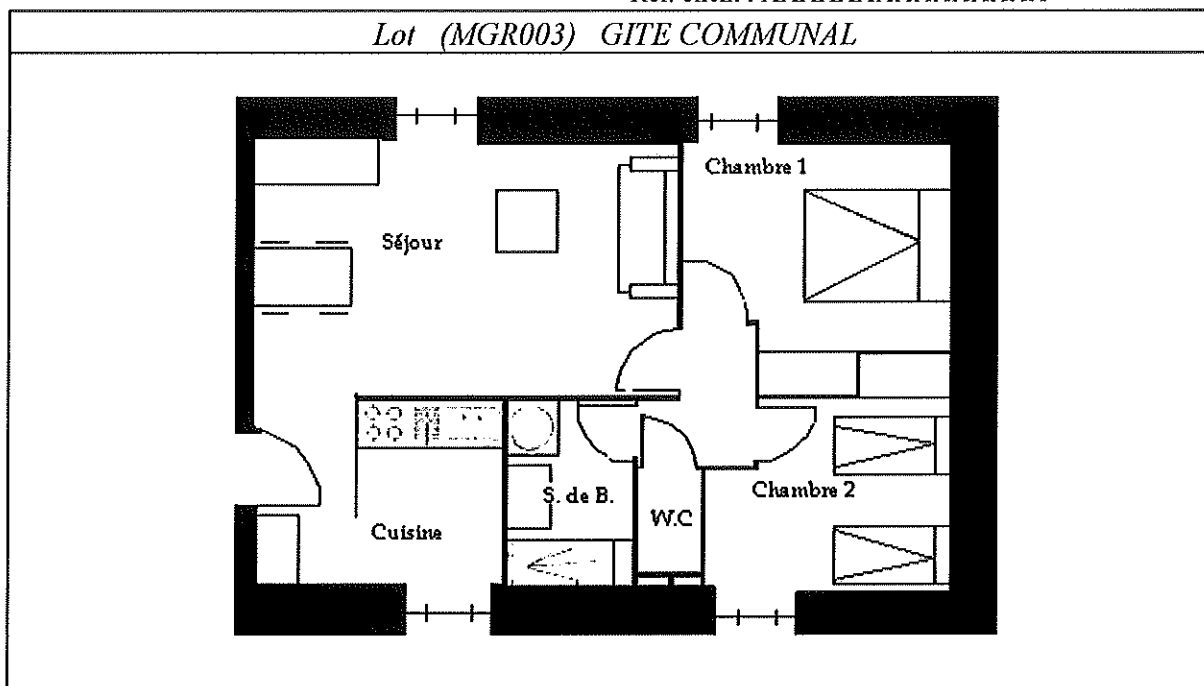 Lot (MGR003) GITE COMMUNAL
Chambre 1
Séjour
Chambre 2
S. de B.
W.C
Cuisine